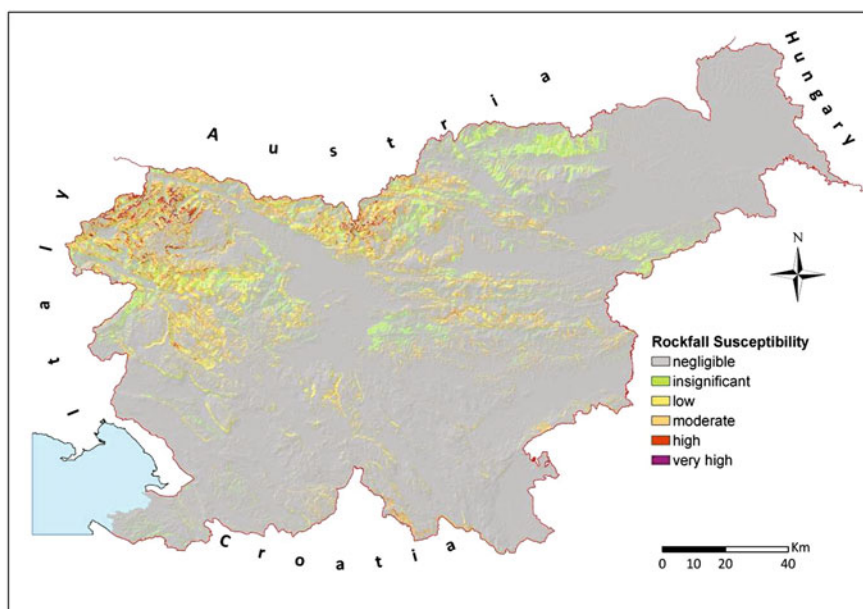 Hungary
Austria
Italy
N
Rockfall Susceptibility
negligible
insignificant
low
moderate
high
very high
Croatia
Km
0 10 20 40